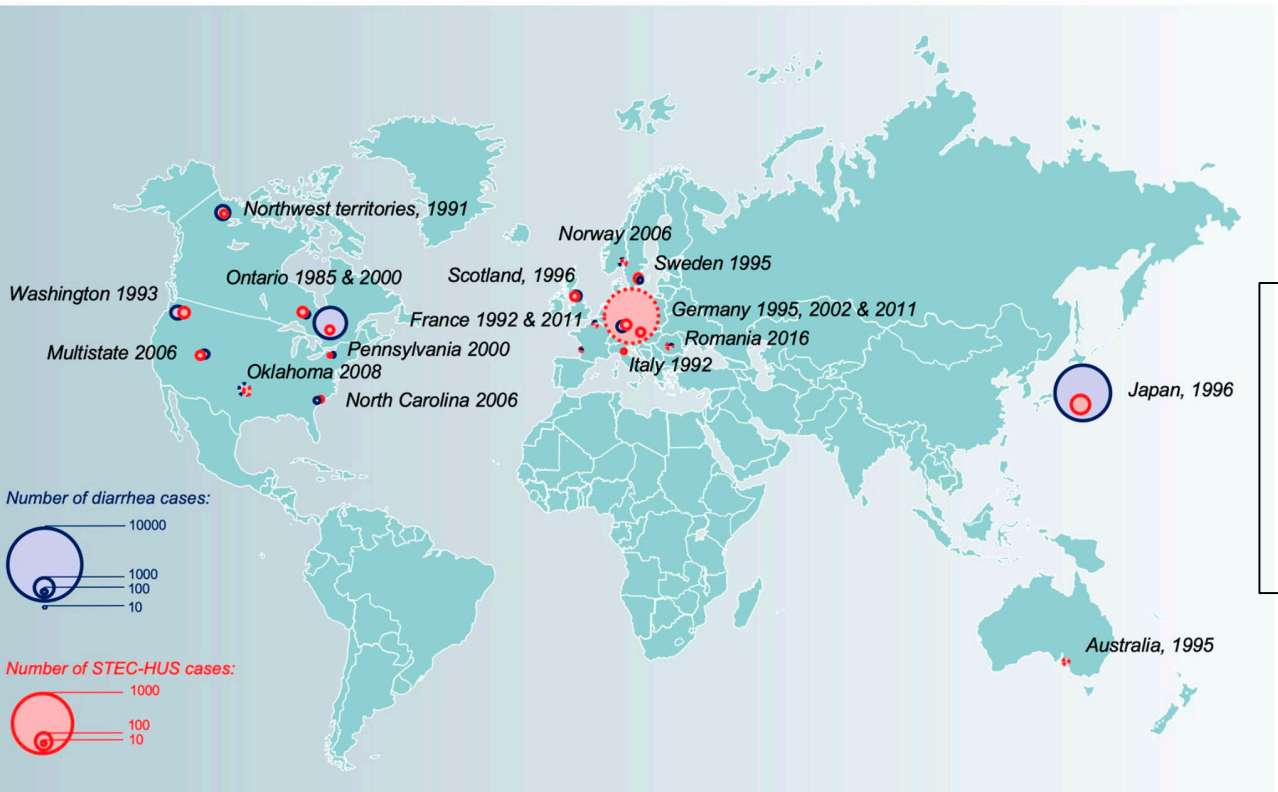 Northwest territories, 1991
Norway 2006
Sweden 1995
Scotland, 1996
Ontario 1985 & 2000
Washington 1993
Germany 1995, 2002 & 2011
France 1992 & 2011
Romania 2016
Multistate 2006
Pennsylvania 2000
Italy 1992
Oklahoma 2008
North Carolina 2006
Japan, 1996
Number of diarrhea cases:
10000
1000
100
10
Number of STEC-HUS cases:
1000
100
10
Australia, 1995